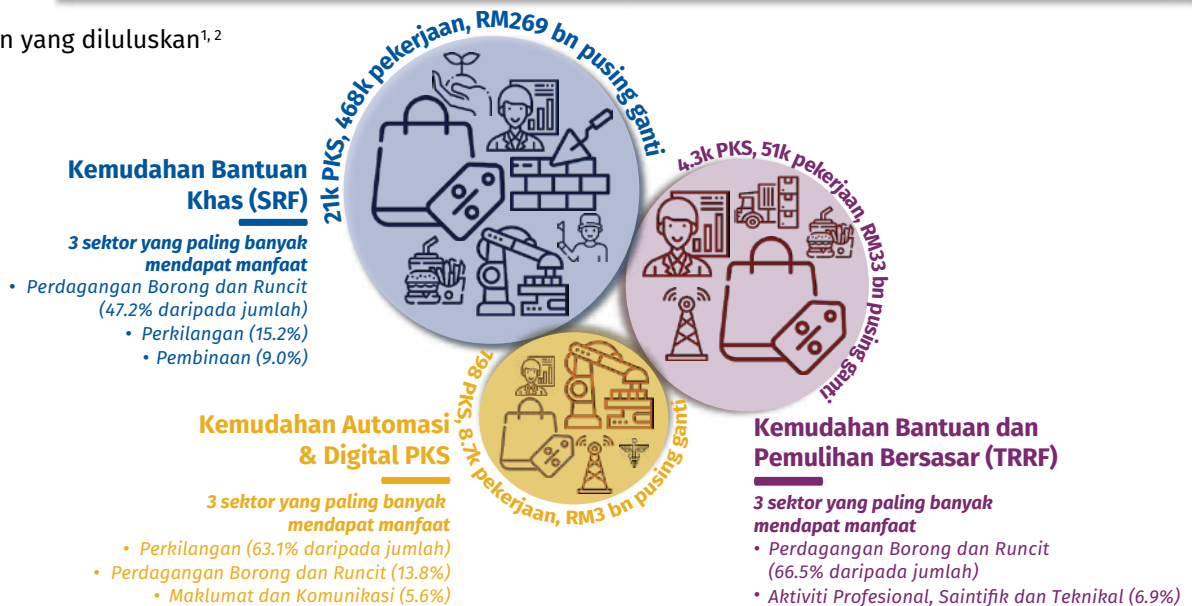 n yang diluluskan1, 2
21k PKS, 468k pekerjaan, RM269 bn pusing ganti
Kemudahan Bantuan
Khas (SRF)
3 sektor yang paling banyak
mendapat manfaat
• Perdagangan Borong dan Runcit
(47.2% daripada jumlah)
• Perkilangan (15.2%)
• Pembinaan (9.0%)
4.3k PKS, 51k pekerjaan, RM33 bn pusing ganti
Kemudahan Automasi
& Digital PKS
3 sektor yang paling banyak
mendapat manfaat
• Perkilangan (63.1% daripada jumlah)
• Perdagangan Borong dan Runcit (13.8%)
• Maklumat dan Komunikasi (5.6%)
198 PKS, 8.7k pekerjaan, RM3 bn pusing ganti
Kemudahan Bantuan dan
Pemulihan Bersasar (TRRF)
3 sektor yang paling banyak
mendapat manfaat
• Perdagangan Borong dan Runcit
(66.5% daripada jumlah)
• Aktiviti Profesional, Saintifik dan Teknikal (6.9%)